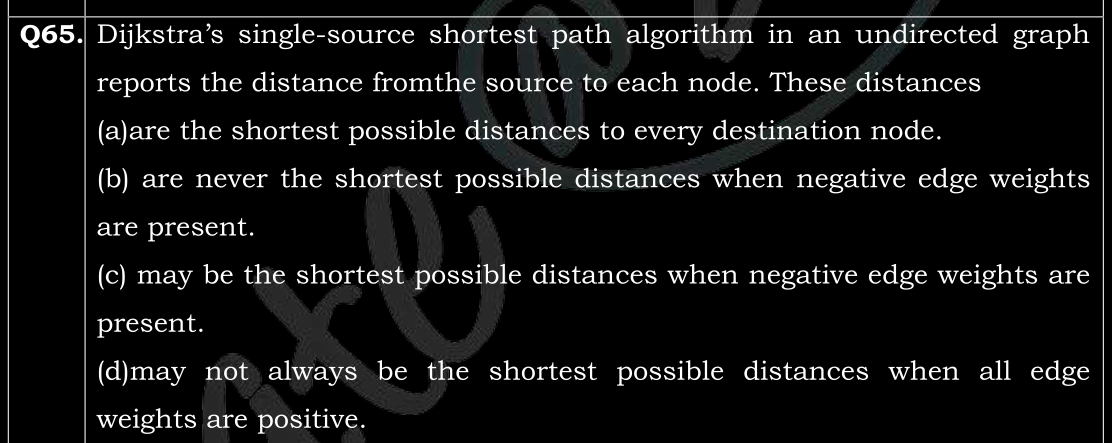 Q65. Dijkstra’s single-source shortest path algorithm in an undirected graph
reports the distance fromthe source to each node. These distances
(a)are the shortest possible distances to every destination node.
(b) are never the shortest possible distances when negative edge weights
are present.
(c) may be the shortest possible distances when negative edge weights are
present.
(d)may not always be the shortest possible distances when all edge
weights are positive.